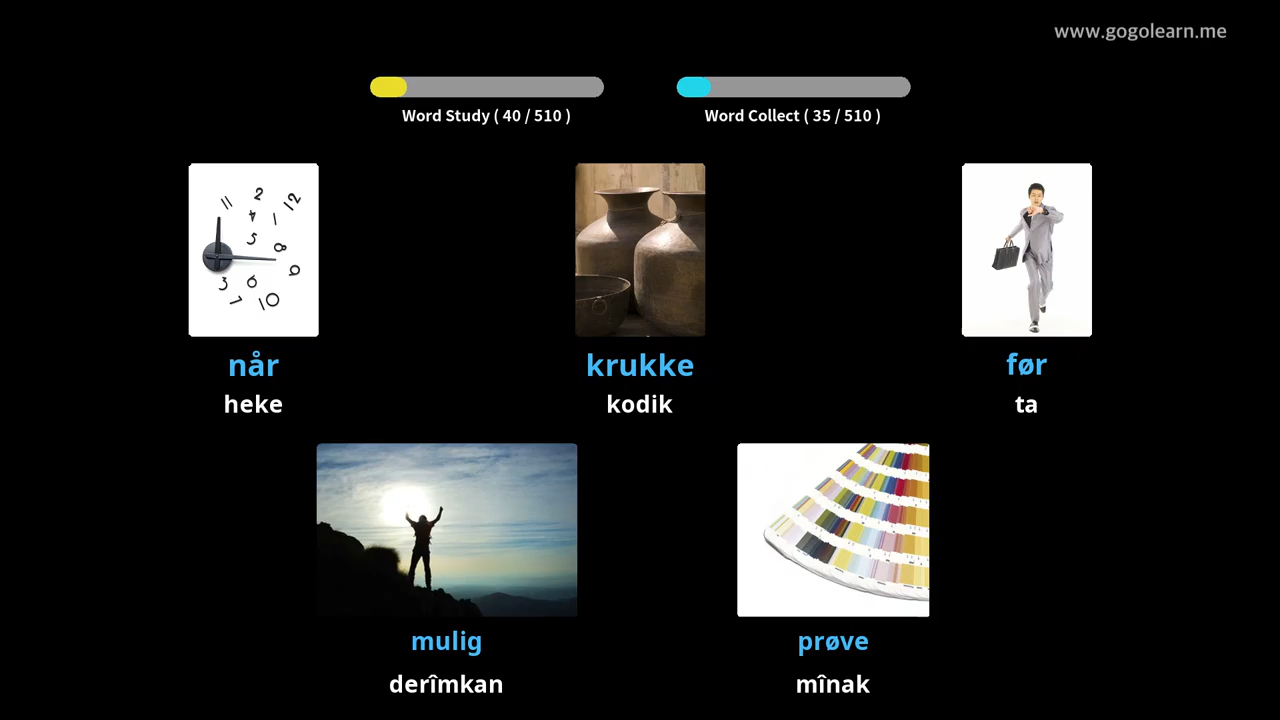 www.gogolearn.me
Word Study ( 40 / 510 )
Word Collect ( 35 / 510 )
når
heke
krukke
kodik
før
ta
mulig
derîmkan
prøve
mînak